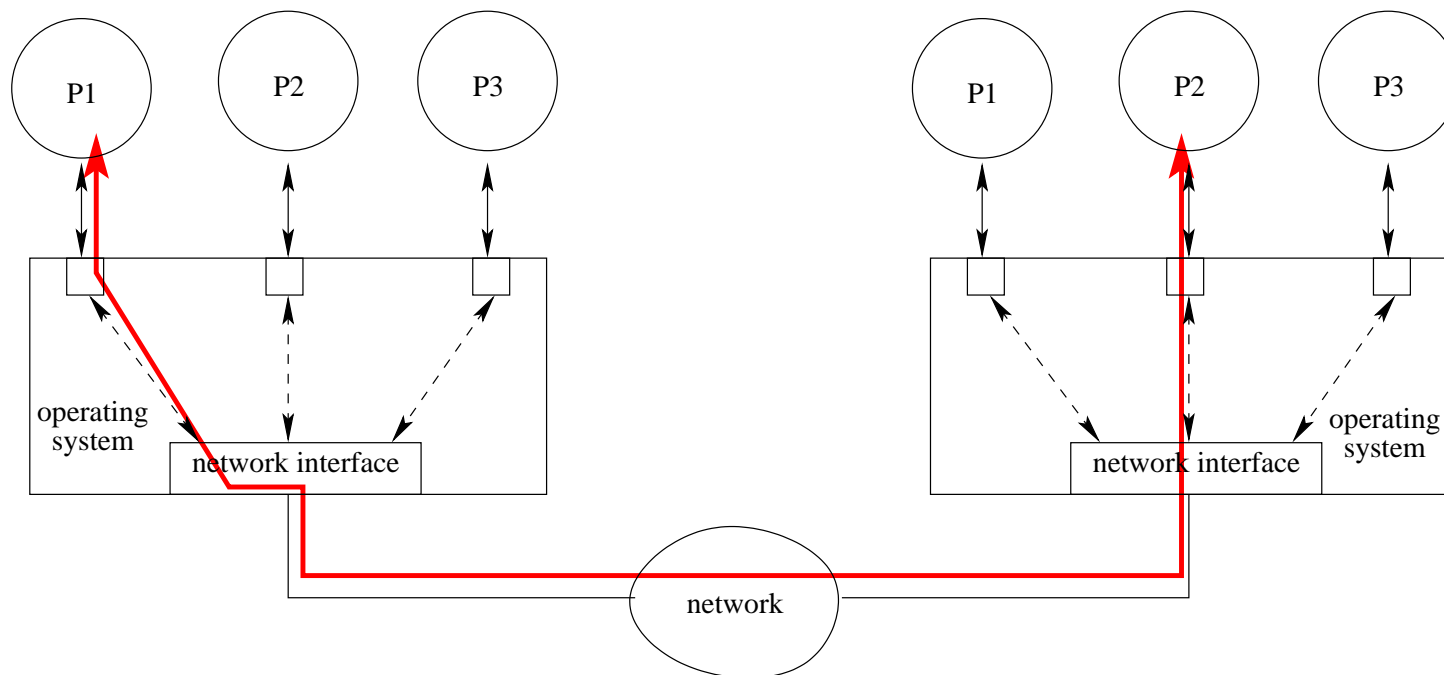 P1
P2
P3
P1
P2
P3
operating
system
network interface
operating
system
network interface
network